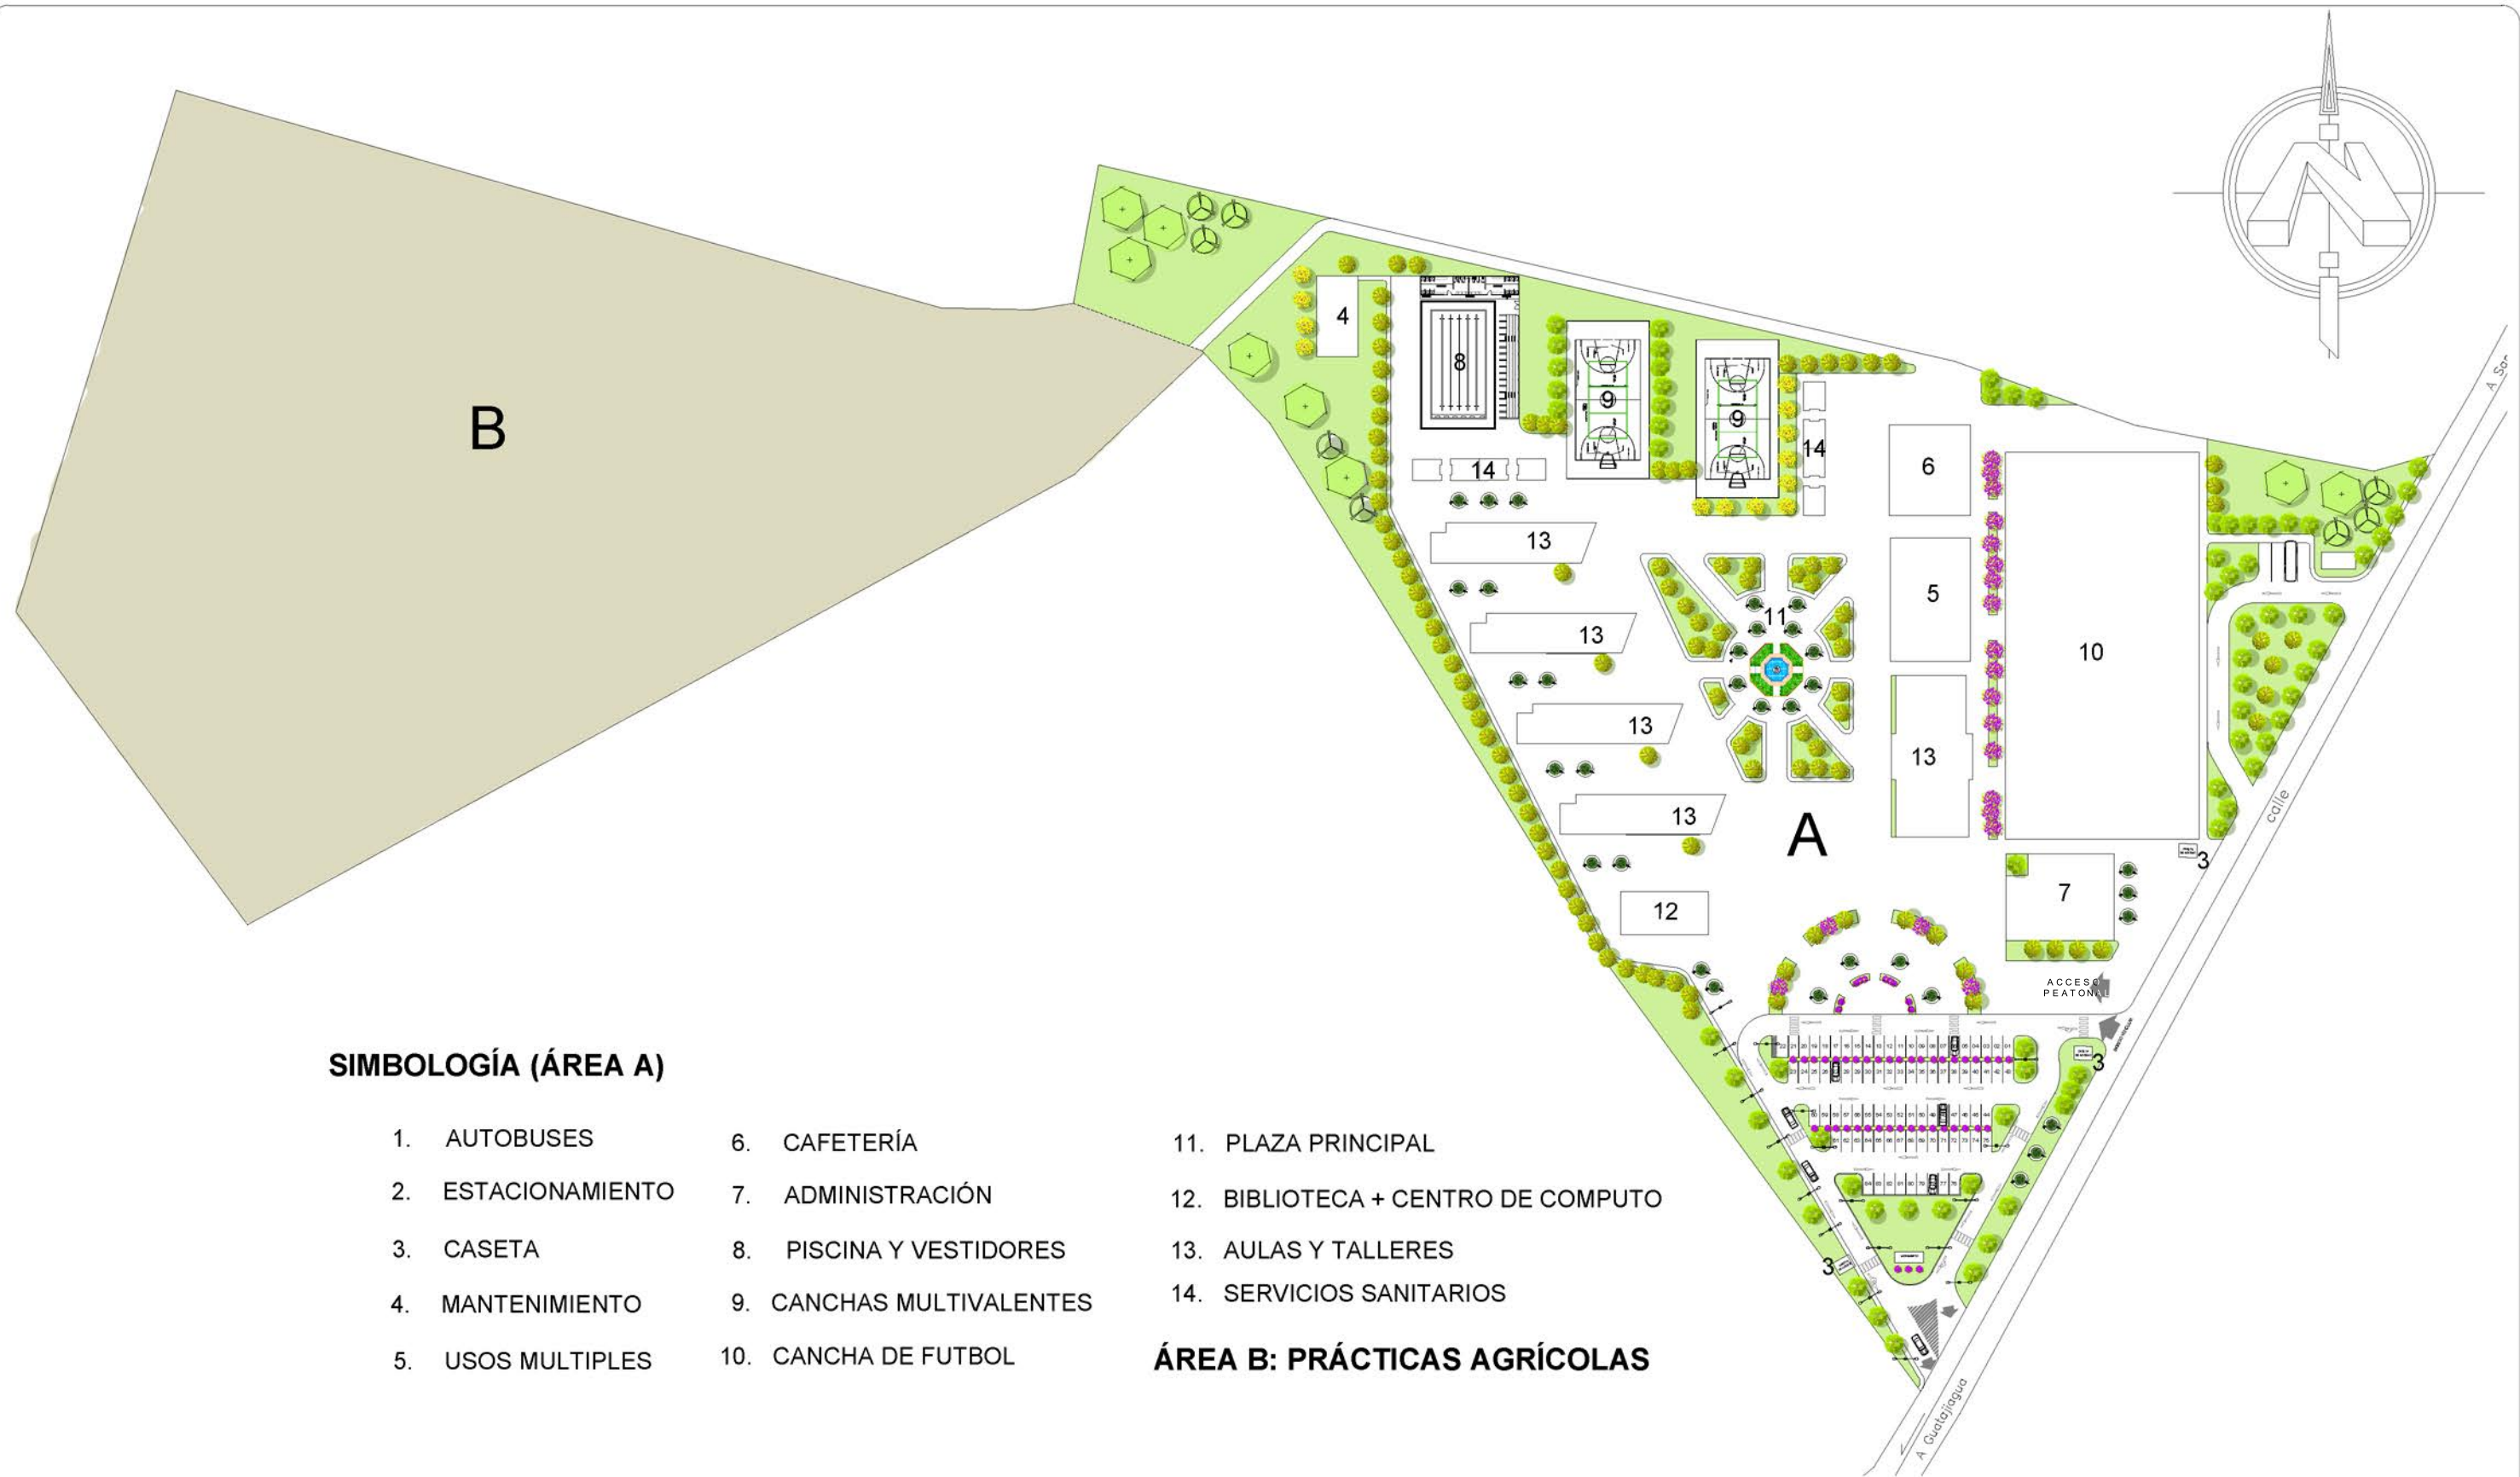 B
4
8
9
9
14
14
6
13
5
11
13
10
13
13
13
A
calle
3
12
7
ACCESO
PEATONAL
3
3
A Guatajiagua
SIMBOLOGÍA (ÁREA A)
1. AUTOBUSES
2. ESTACIONAMIENTO
3. CASETA
4. MANTENIMIENTO
5. USOS MULTIPLES
6. CAFETERÍA
7. ADMINISTRACIÓN
8. PISCINA Y VESTIDORES
9. CANCHAS MULTIVALENTES
10. CANCHA DE FUTBOL
11. PLAZA PRINCIPAL
12. BIBLIOTECA + CENTRO DE COMPUTO
13. AULAS Y TALLERES
14. SERVICIOS SANITARIOS
ÁREA B: PRÁCTICAS AGRÍCOLAS